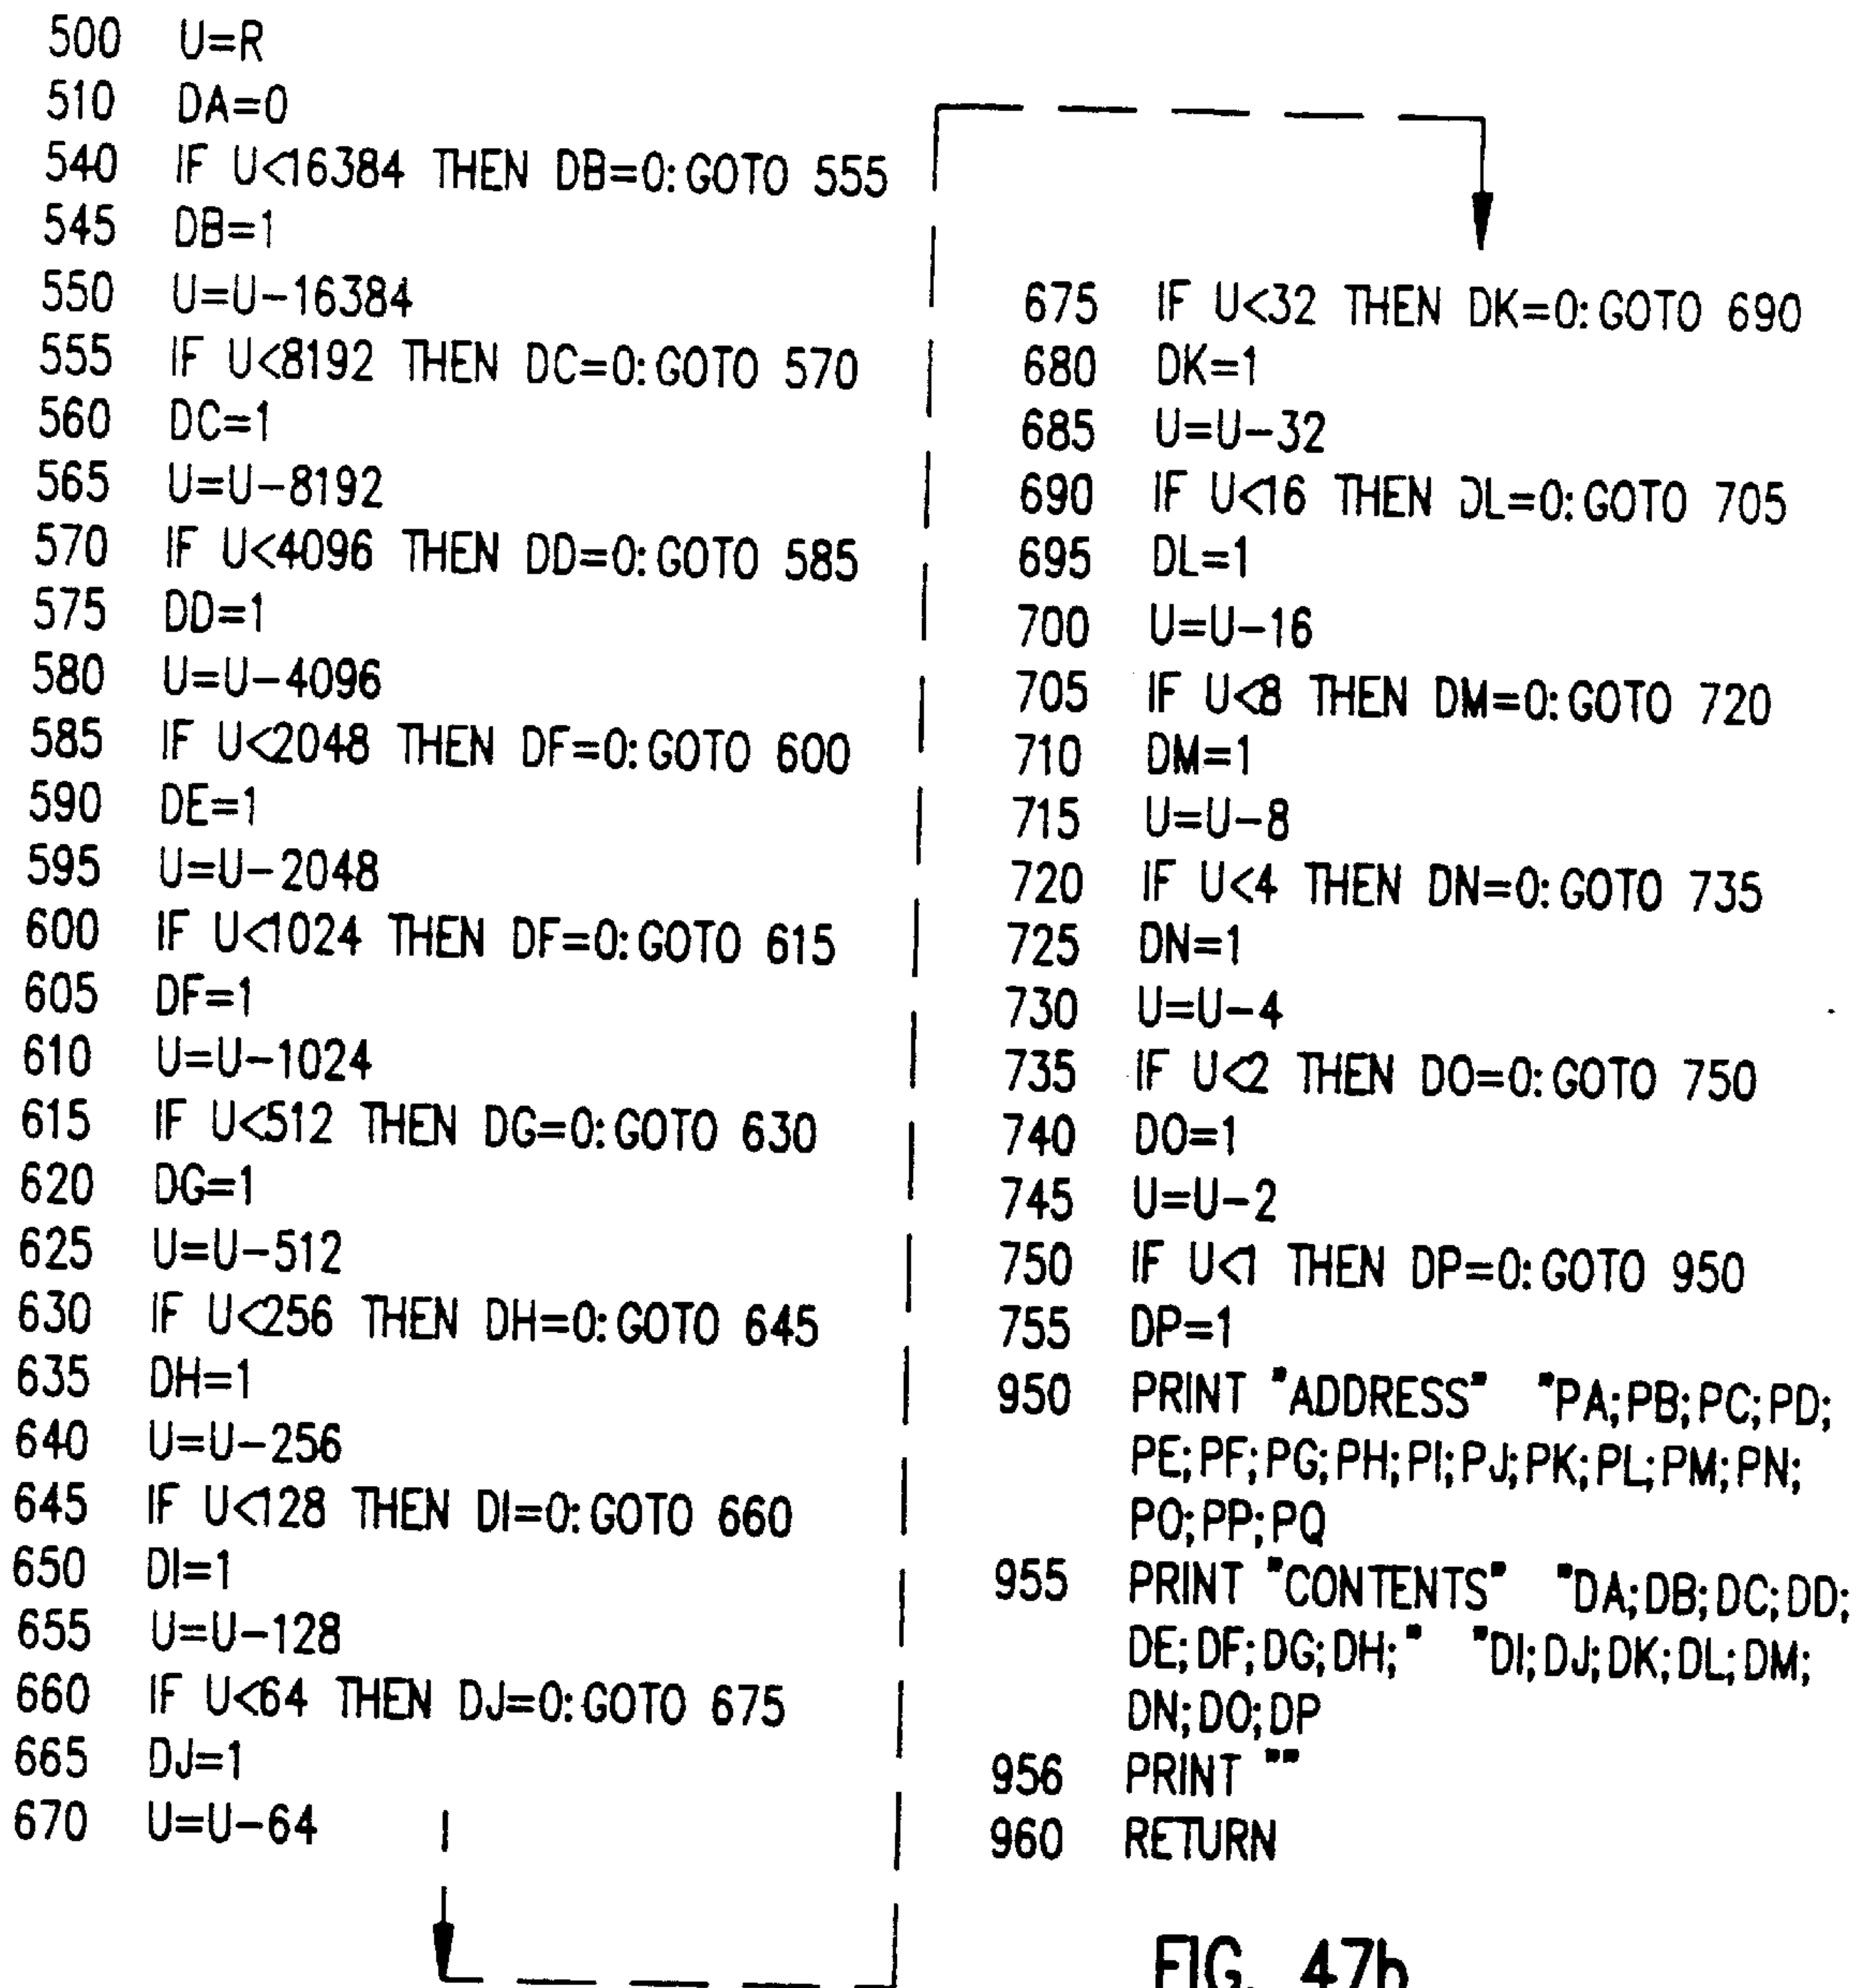 500 U=R
510 DA=0
540 IF U<16384 THEN DB=0:GOTO 555
545 DB=1
550 U=U-16384
555 IF U<8192 THEN DC=0:GOTO 570
560 DC=1
565 U=U-8192
570 IF U<4096 THEN DD=0:GOTO 585
575 DD=1
580 U=U-4096
585 IF U<2048 THEN DF=0:GOTO 600
590 DE=1
595 U=U-2048
600 IF U<1024 THEN DF=0:GOTO 615
605 DF=1
610 U=U-1024
615 IF U<512 THEN DG=0:GOTO 630
620 DG=1
625 U=U-512
630 IF U<256 THEN DH=0:GOTO 645
635 DH=1
640 U=U-256
645 IF U<128 THEN DI=0:GOTO 660
650 DI=1
655 U=U-128
660 IF U<64 THEN DJ=0:GOTO 675
665 DJ=1
670 U=U-64
675 IF U<32 THEN DK=0:GOTO 690
680 DK=1
685 U=U-32
690 IF U<16 THEN DL=0:GOTO 705
695 DL=1
700 U=U-16
705 IF U<8 THEN DM=0:GOTO 720
710 DM=1
715 U=U-8
720 IF U<4 THEN DN=0:GOTO 735
725 DN=1
730 U=U-4
735 IF U<2 THEN DO=0:GOTO 750
740 DO=1
745 U=U-2
750 IF U<1 THEN DP=0:GOTO 950
755 DP=1
950 PRINT "ADDRESS" "PA;PB;PC;PD;
PE;PF;PG;PH;PI;PJ;PK;PL;PM;PN;
PO;PP;PQ
955 PRINT "CONTENTS" "DA;DB;DC;DD;
DE;DF;DG;DH;" "DI;DJ;DK;DL;DM;
DN;DO;DP
956 PRINT ""
960 RETURN
FIG. 47b